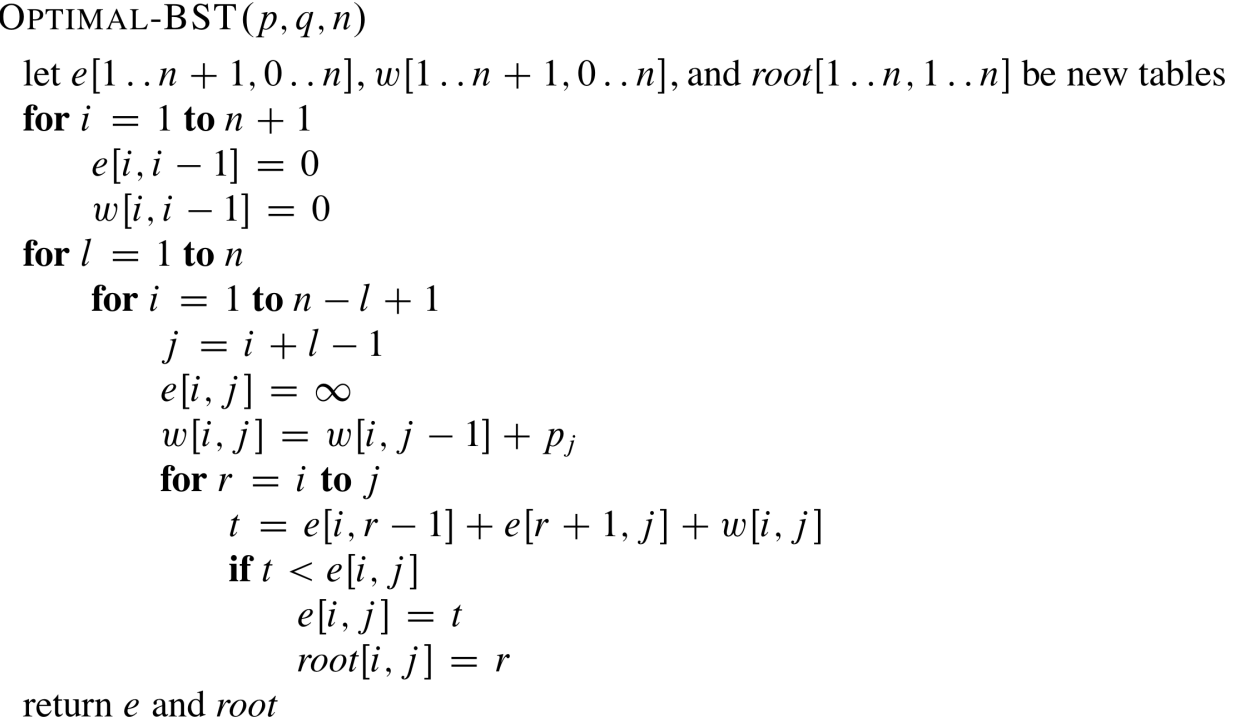 OPTIMAL-BST(p, q, n)
let e[1 . . n + 1, 0 . . n], w[1 . . n + 1, 0 . . n], and root[1 . . n, 1 . . n] be new tables
for i = 1 to n + 1
e[i, i − 1] = 0
w[i, i − 1] = 0
for l = 1 to n
for i = 1 to n − l + 1
j = i + l − 1
e[i, j] = ∞
w[i, j] = w[i, j − 1] + pⱼ
for r = i to j
t = e[i, r − 1] + e[r + 1, j] + w[i, j]
if t < e[i, j]
e[i, j] = t
root[i, j] = r
return e and root